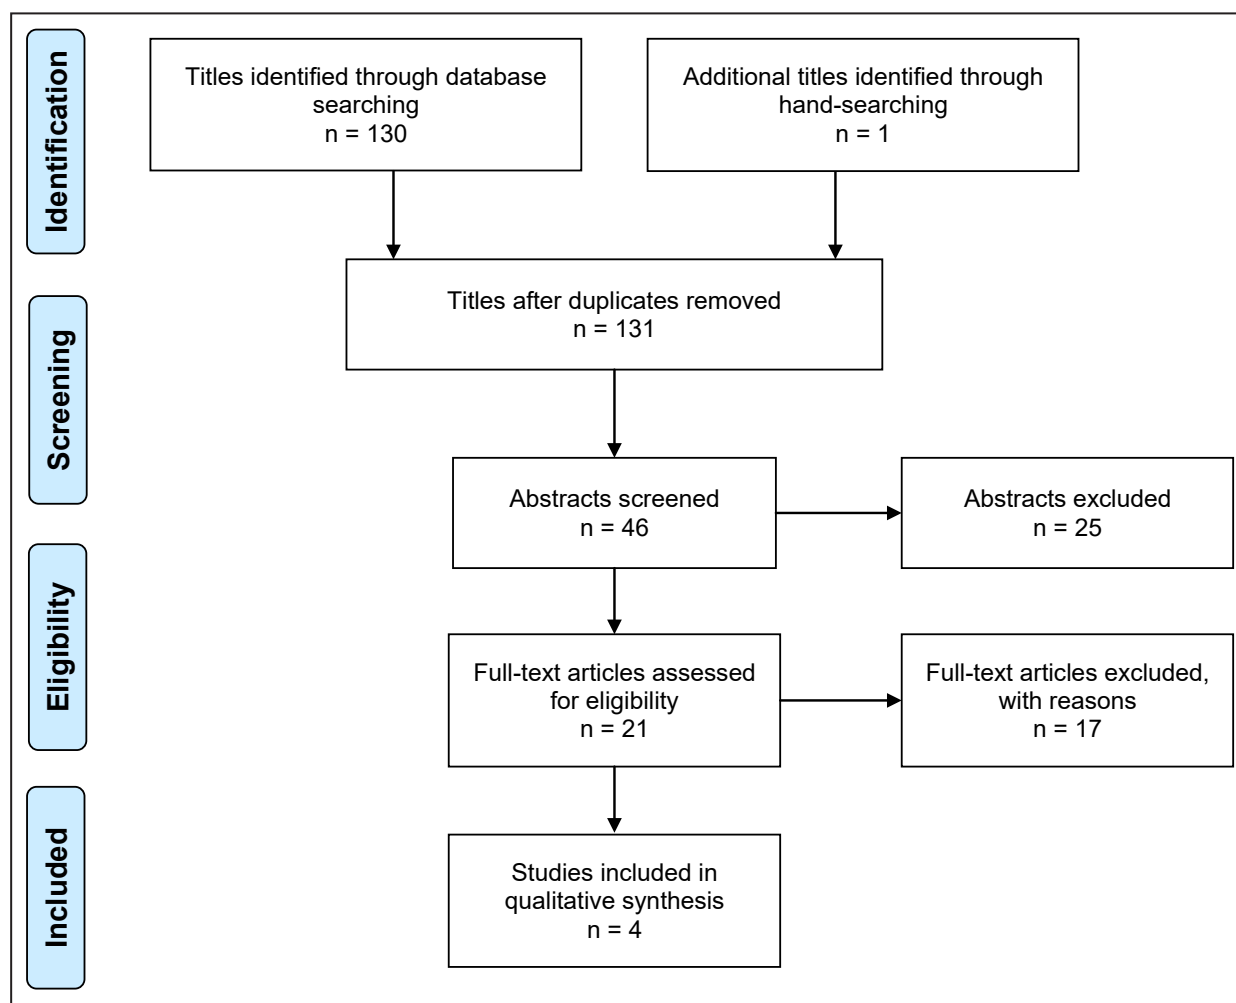 Identification
Titles identified through database
searching
n = 130
Additional titles identified through
hand-searching
n = 1
Titles after duplicates removed
n = 131
Screening
Abstracts screened
n = 46
Abstracts excluded
n = 25
Eligibility
Full-text articles assessed
for eligibility
n = 21
Full-text articles excluded,
with reasons
n = 17
Included
Studies included in
qualitative synthesis
n = 4